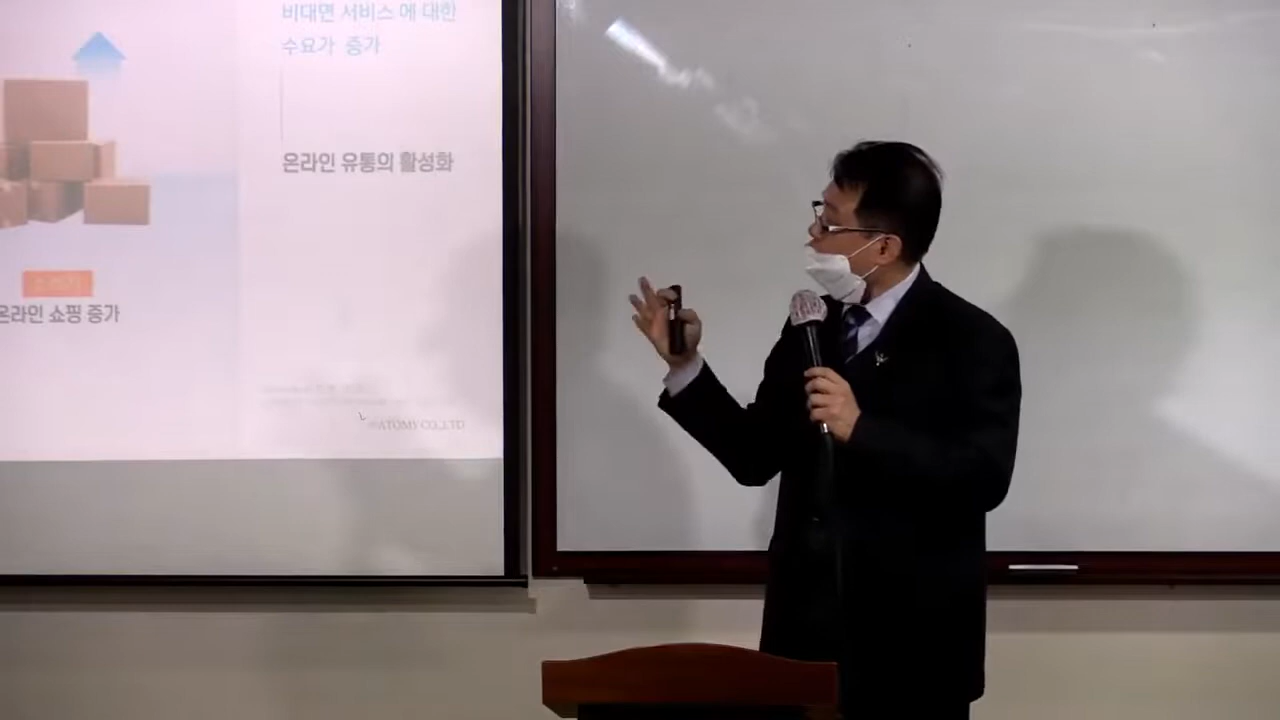 비대면 서비스 에 대한
수요가 증가
온라인 유통의 활성화
온라인 쇼핑 증가
©ATOMY CO.,LTD